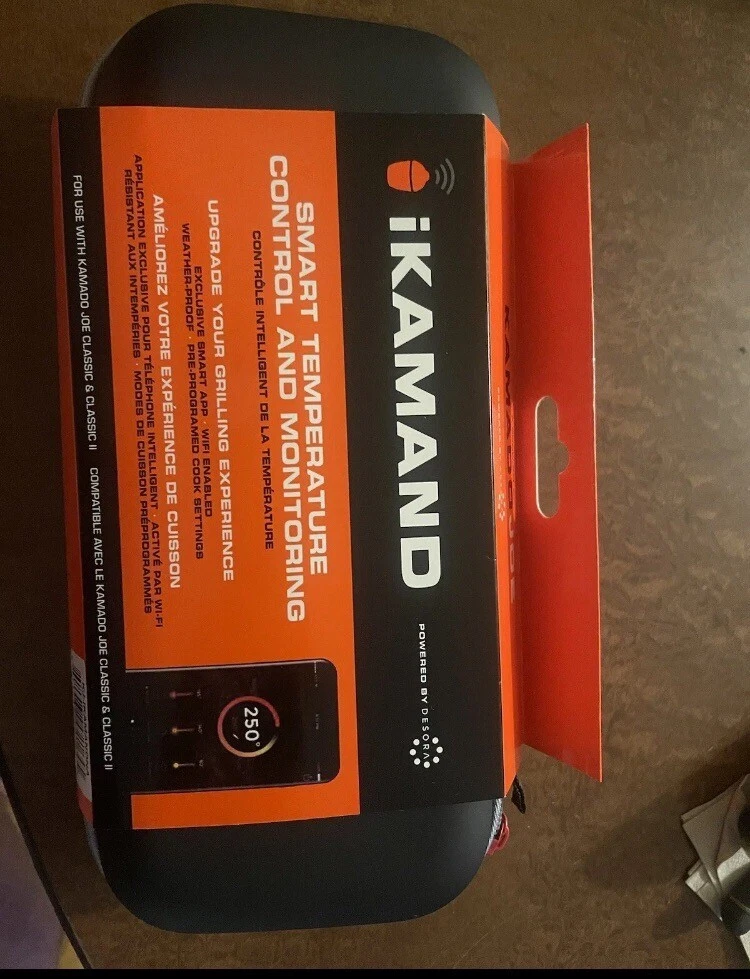 iKAMAND
POWERED BY DESORA
SMART TEMPERATURE
CONTROL AND MONITORING
CONTRÔLE INTELLIGENT DE LA TEMPÉRATURE
UPGRADE YOUR GRILLING EXPERIENCE
EXCLUSIVE SMART APP · WIFI ENABLED
WEATHER-PROOF · PRE-PROGRAMED COOK SETTINGS
AMÉLIOREZ VOTRE EXPÉRIENCE DE CUISSON
APPLICATION EXCLUSIVE POUR TÉLÉPHONE INTELLIGENT · ACTIVÉ PAR WI-FI
RÉSISTANT AUX INTEMPÉRIES · MODES DE CUISSON PRÉPROGRAMMÉS
250°
FOR USE WITH KAMADO JOE CLASSIC & CLASSIC II COMPATIBLE AVEC LE KAMADO JOE CLASSIC & CLASSIC II